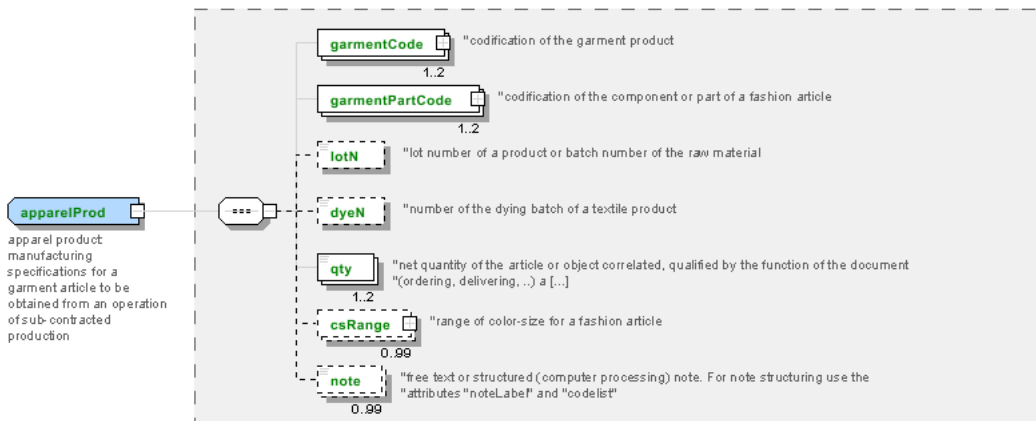 garmentCode
"codification of the garment product
1..2
garmentPartCode
"codification of the component or part of a fashion article
1..2
lotN
"lot number of a product or batch number of the raw material
apparelProd
apparel product:
manufacturing
specifications for a
garment article to be
obtained from an operation
of sub-contracted
production
dyeN
"number of the dying batch of a textile product
qty
"net quantity of the article or object correlated, qualified by the function of the document
"(ordering, delivering, ..) a [...]
1..2
csRange
"range of color-size for a fashion article
0..99
note
"free text or structured (computer processing) note. For note structuring use the
"attributes "noteLabel" and "codelist"
0..99